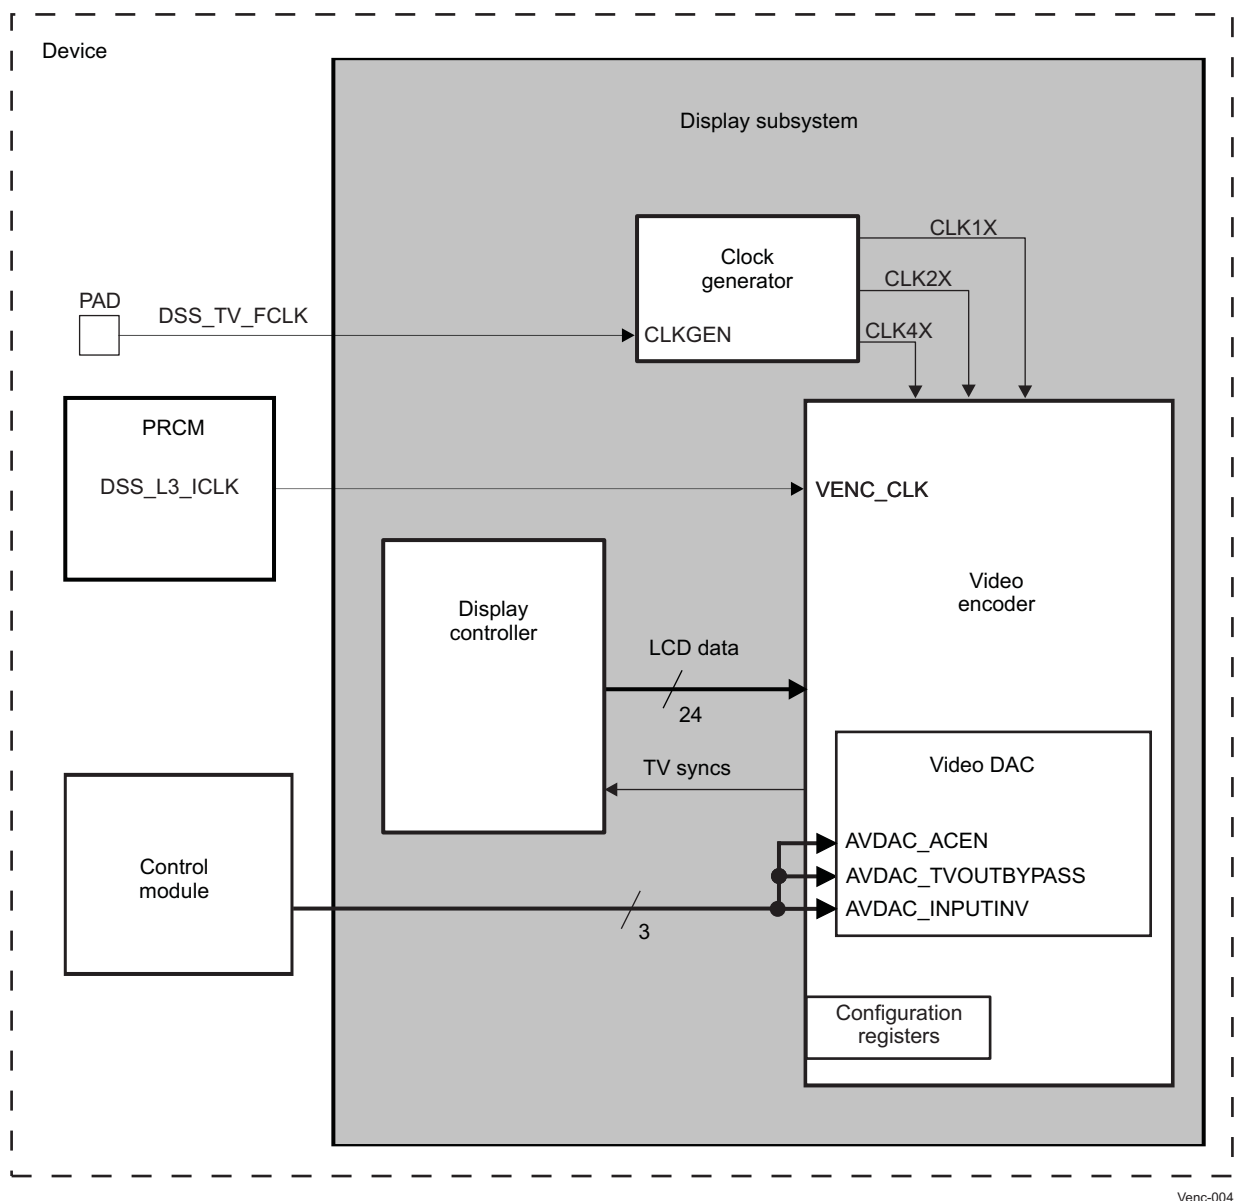 Device
Display subsystem
CLK1X
Clock
generator
CLK2X
PAD
DSS_TV_FCLK
CLKGEN
CLK4X
PRCM
DSS_L3_ICLK
VENC_CLK
Video
encoder
Display
controller
LCD data
24
TV syncs
Video DAC
AVDAC_ACEN
Control
module
AVDAC_TVOUTBYPASS
AVDAC_INPUTINV
3
Configuration
registers
Venc-004